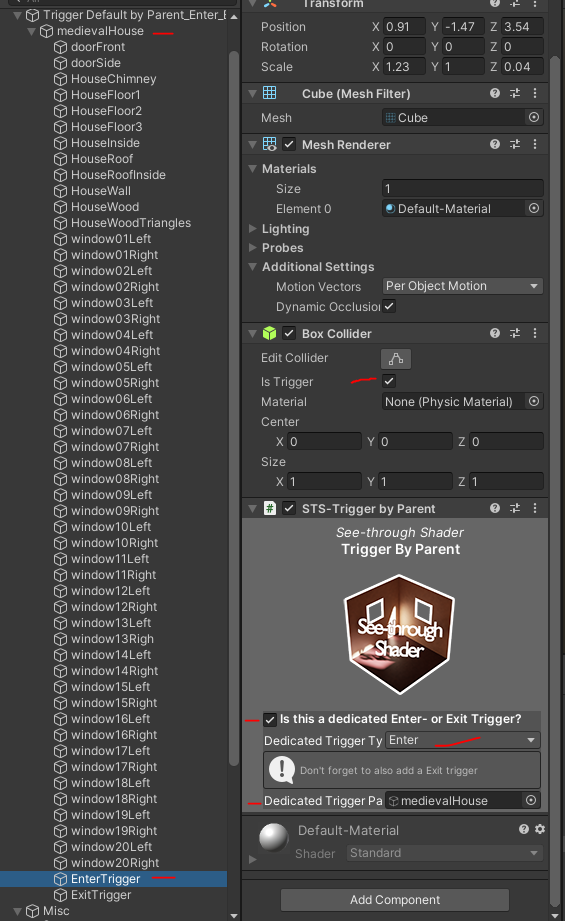 All
Trigger Default by Parent_Enter_E
medievalHouse
doorFront
doorSide
HouseChimney
HouseFloor1
HouseFloor2
HouseFloor3
HouseInside
HouseRoof
HouseRoofInside
HouseWall
HouseWood
HouseWoodTriangles
window01Left
window01Right
window02Left
window02Right
window03Left
window03Right
window04Left
window04Right
window05Left
window05Right
window06Left
window06Right
window07Left
window07Right
window08Left
window08Right
window09Left
window09Right
window10Left
window10Right
window11Left
window11Right
window12Left
window12Right
window13Left
window13Righ
window14Left
window14Right
window15Left
window15Right
window16Left
window16Right
window17Left
window17Right
window18Left
window18Right
window19Left
window19Right
window20Left
window20Right
EnterTrigger
ExitTrigger
Misc
Transform
Position X 0.91 Y -1.47 Z 3.54
Rotation X 0 Y 0 Z 0
Scale X 1.23 Y 1 Z 0.04
Cube (Mesh Filter)
Mesh Cube
Mesh Renderer
Materials
Size 1
Element 0 Default-Material
Lighting
Probes
Additional Settings
Motion Vectors Per Object Motion
Dynamic Occlusion
Box Collider
Edit Collider
Is Trigger
Material None (Physic Material)
Center
X 0 Y 0 Z 0
Size
X 1 Y 1 Z 1
STS-Trigger by Parent
See-through Shader
Trigger By Parent
See-through
Shader
Is this a dedicated Enter- or Exit Trigger?
Dedicated Trigger Ty Enter
Don't forget to also add a Exit trigger
Dedicated Trigger Pa medievalHouse
Default-Material
Shader Standard
Add Component